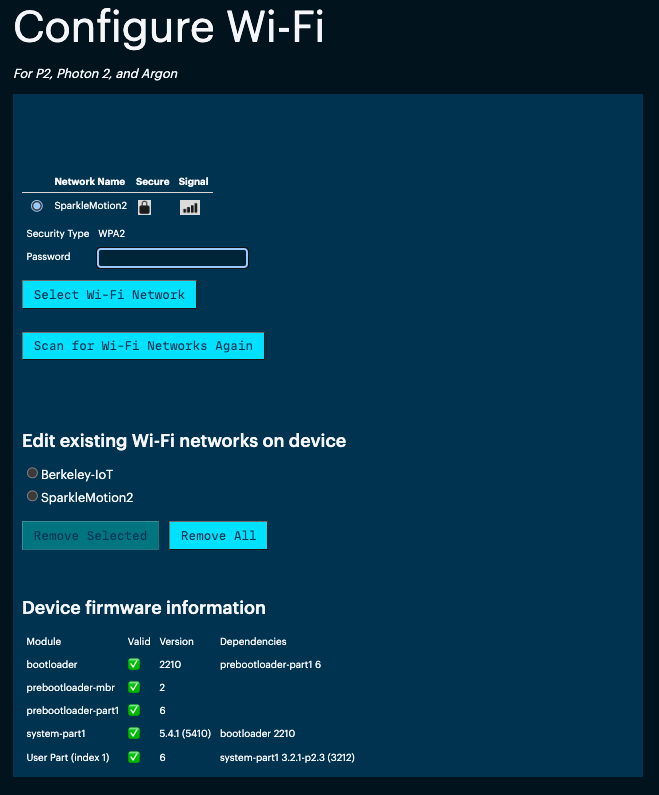 Configure Wi-Fi
For P2, Photon 2, and Argon
Network Name Secure Signal
SparkleMotion2
Security Type WPA2
Password
Select Wi-Fi Network
Scan for Wi-Fi Networks Again
Edit existing Wi-Fi networks on device
Berkeley-IoT
SparkleMotion2
Remove Selected Remove All
Device firmware information
Module Valid Version Dependencies
bootloader 2210 prebootloader-part1 6
prebootloader-mbr 2
prebootloader-part1 6
system-part1 5.4.1 (5410) bootloader 2210
User Part (index 1) 6 system-part1 3.2.1-p2.3 (3212)